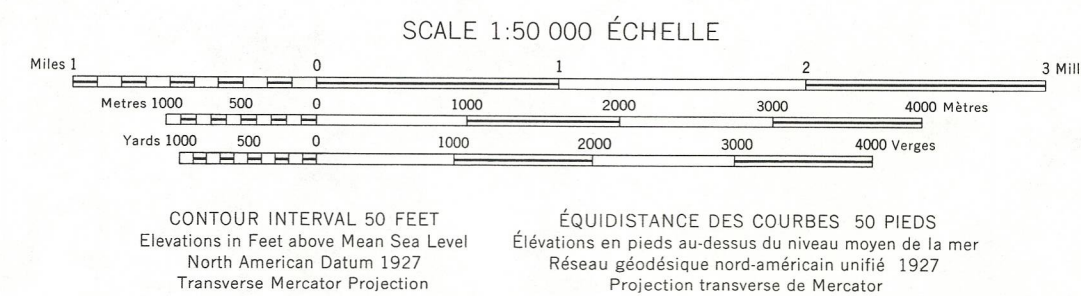 SCALE 1:50 000 ÉCHELLE
Miles 1 0 1 2 3 Mill
Metres 1000 500 0 1000 2000 3000 4000 Mètres
Yards 1000 500 0 1000 2000 3000 4000 Verges
CONTOUR INTERVAL 50 FEET
Elevations in Feet above Mean Sea Level
North American Datum 1927
Transverse Mercator Projection
ÉQUIDISTANCE DES COURBES 50 PIEDS
Élévations en pieds au-dessus du niveau moyen de la mer
Réseau géodésique nord-américain unifié 1927
Projection transverse de Mercator